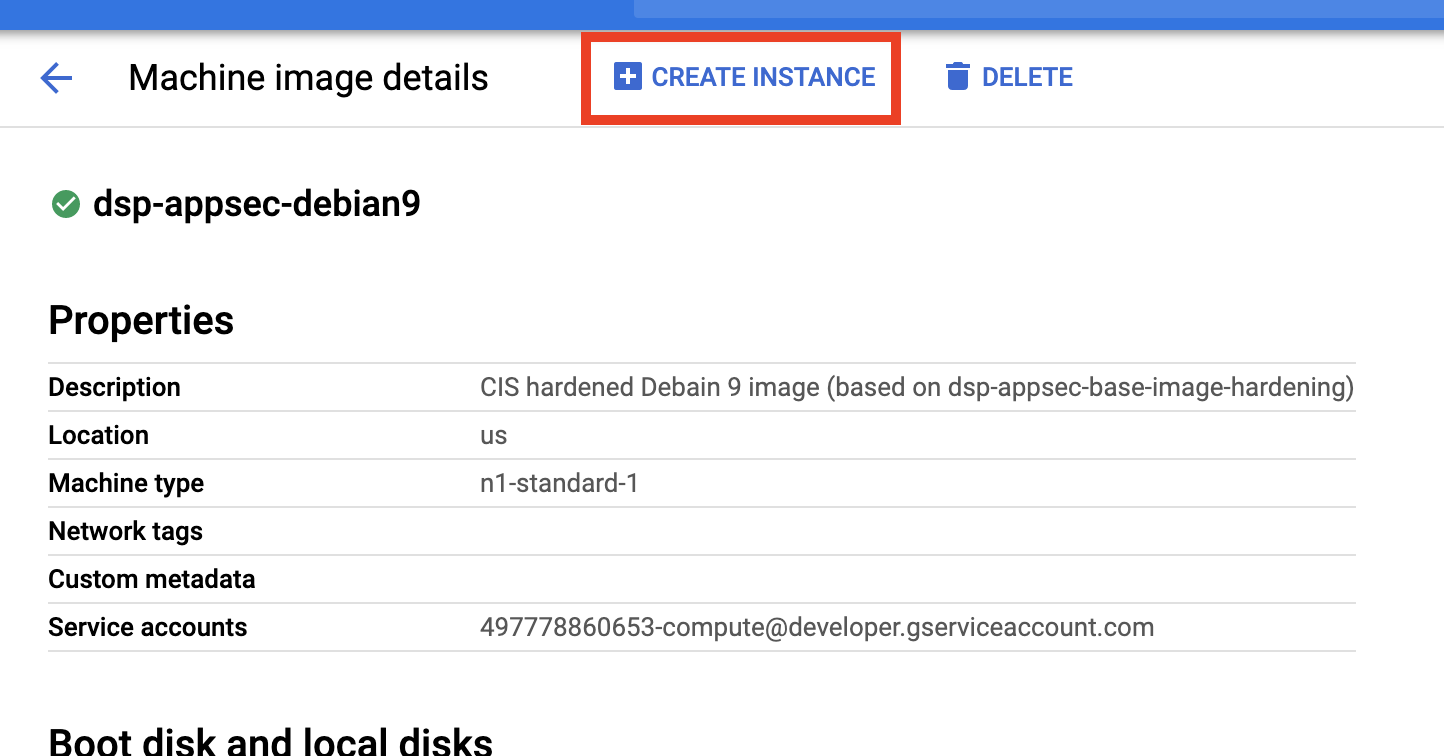 Machine image details CREATE INSTANCE DELETE
dsp-appsec-debian9
Properties
Description CIS hardened Debain 9 image (based on dsp-appsec-base-image-hardening)
Location us
Machine type n1-standard-1
Network tags
Custom metadata
Service accounts 497778860653-compute@developer.gserviceaccount.com
Boot disk and local disks